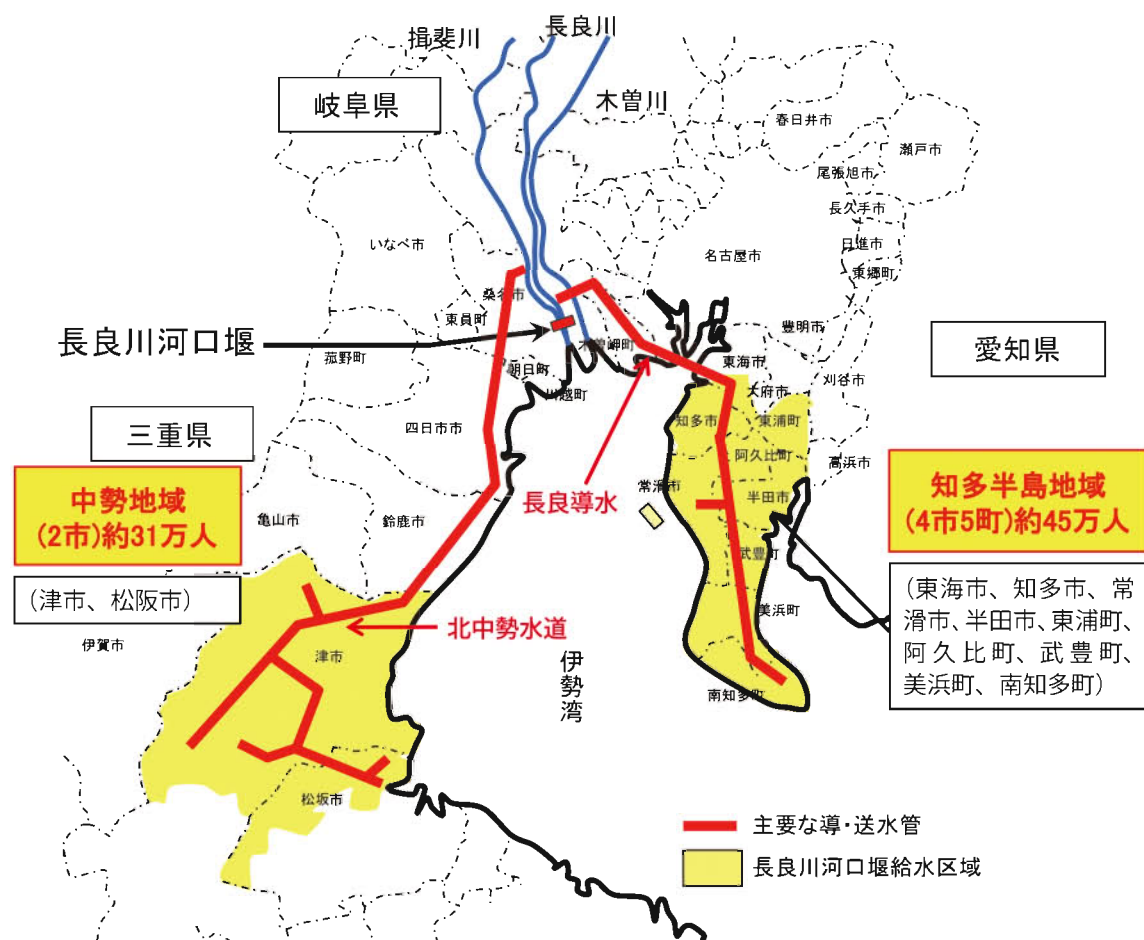 揖斐川
長良川
木曽川
岐阜県
春日井市
瀬戸市
尾張旭市
長久手市
日進市
東郷町
名古屋市
いなべ市
桑名市
東員町
豊明市
長良川河口堰
木曽岬町
菰野町
朝日町
川越町
東海市
大府市
刈谷市
愛知県
三重県
四日市市
知多市
東浦町
阿久比町
高浜市
中勢地域
(2市)約31万人
常滑市
長良導水
半田市
知多半島地域
(4市5町)約45万人
亀山市
鈴鹿市
武豊町
(津市、松阪市)
美浜町
(東海市、知多市、常
滑市、半田市、東浦町、
阿久比町、武豊町、
美浜町、南知多町)
伊賀市
北中勢水道
津市
伊勢湾
南知多町
松坂市
主要な導・送水管
長良川河口堰給水区域